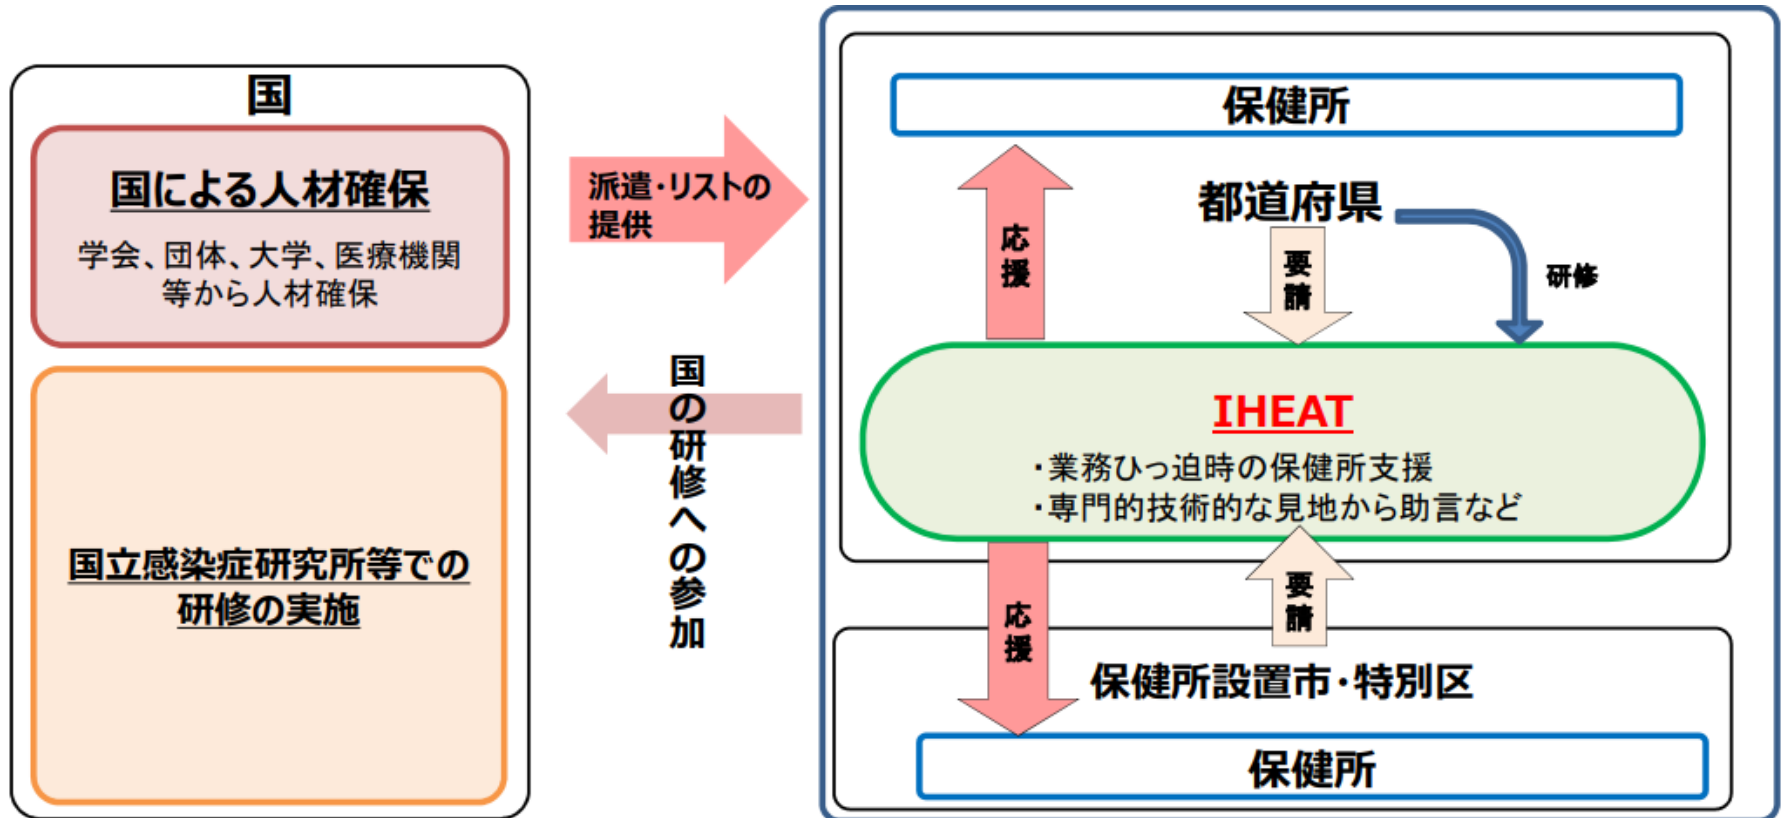 国
国による人材確保
学会、団体、大学、医療機関
等から人材確保
国立感染症研究所等での
研修の実施
派遣・リストの
提供
国の研修への参加
保健所
都道府県
応援
要請
研修
IHEAT
・業務ひっ迫時の保健所支援
・専門的技術的な見地から助言など
応援
要請
保健所設置市・特別区
保健所